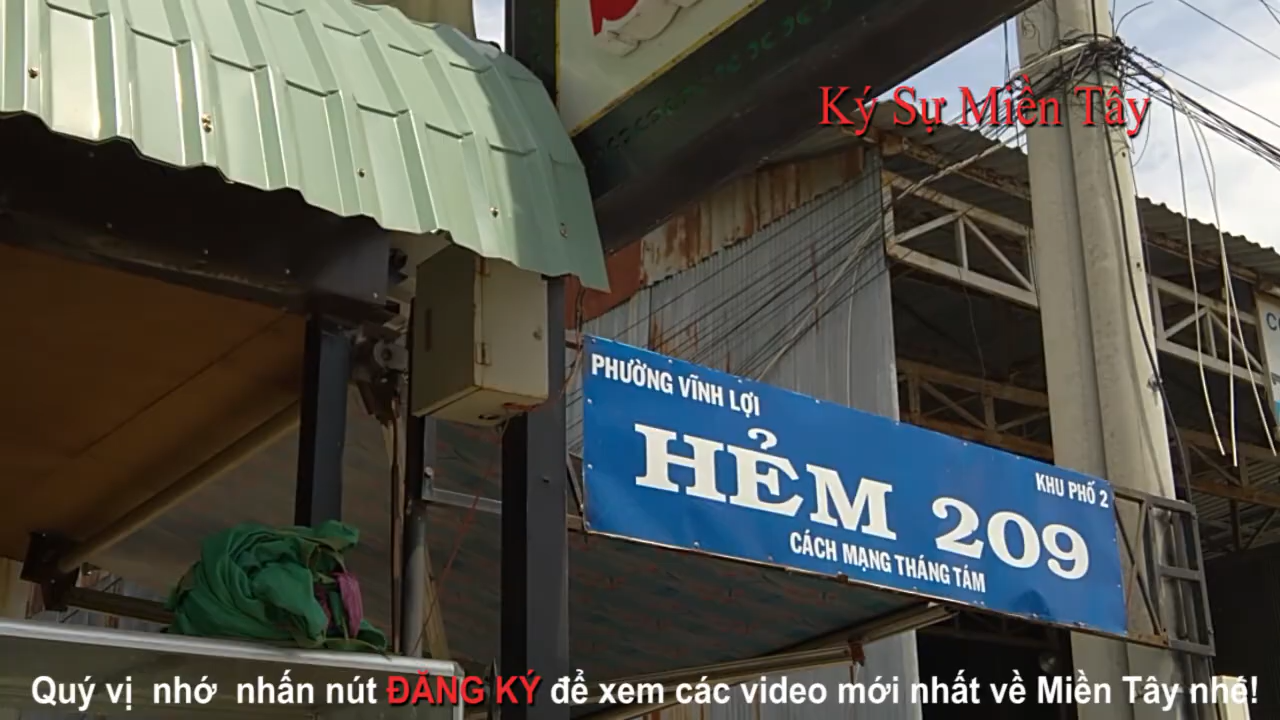 Ký Sự Miền Tây
PHƯỜNG VĨNH LỢI
KHU PHỐ 2
HẺM 209
CÁCH MẠNG THÁNG TÁM
Quý vị nhớ nhấn nút ĐĂNG KÝ để xem các video mới nhất về Miền Tây nhé!